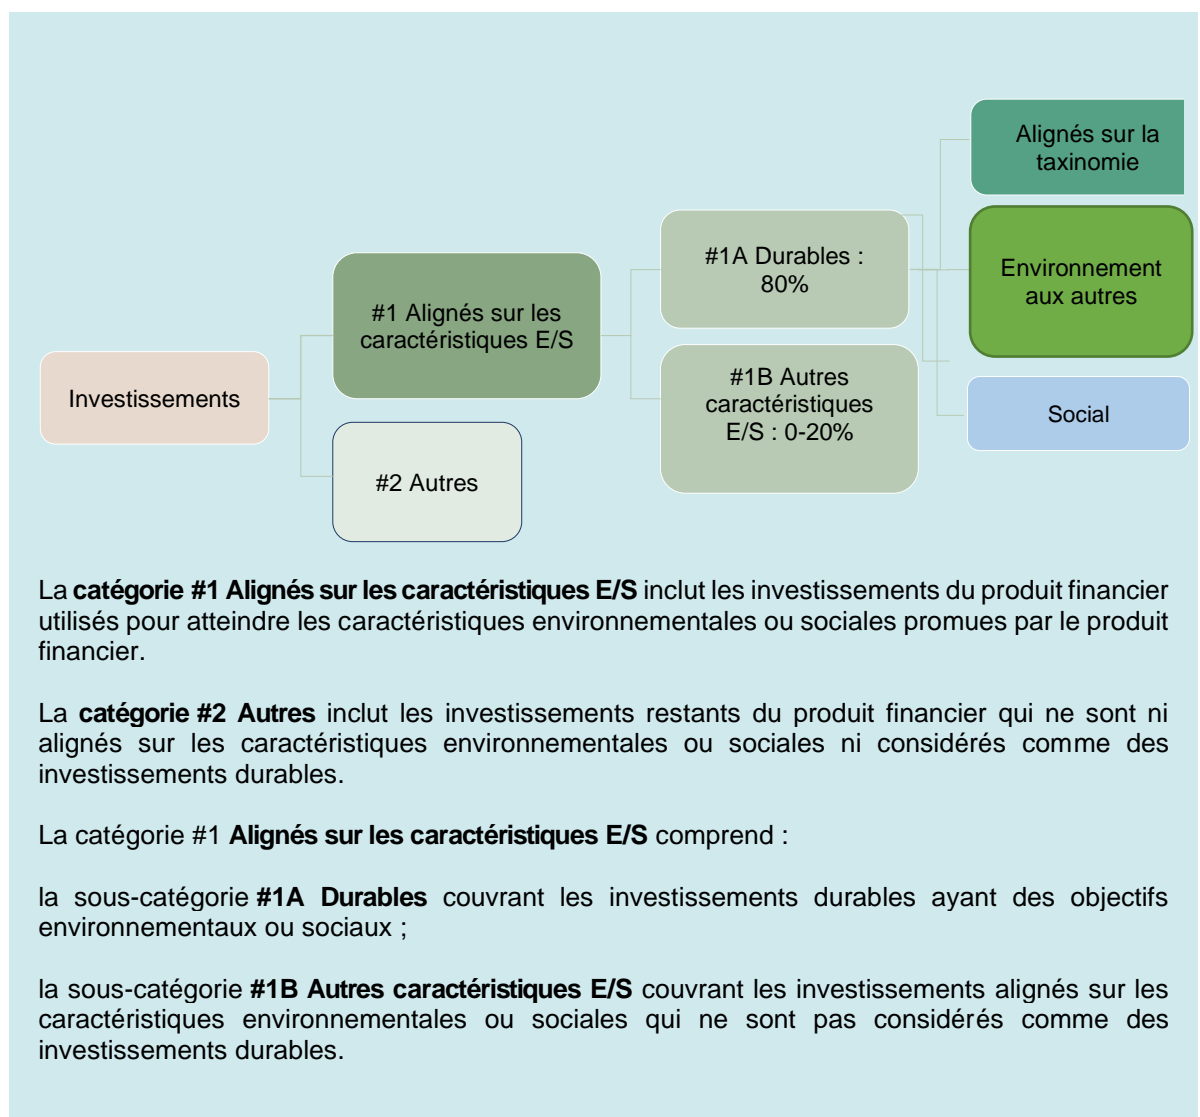 Alignés sur la
taxinomie
#1A Durables :
80%
Environnement
aux autres
#1 Alignés sur les
caractéristiques E/S
#1B Autres
caractéristiques
E/S : 0-20%
Investissements
Social
#2 Autres
La catégorie #1 Alignés sur les caractéristiques E/S inclut les investissements du produit financier
utilisés pour atteindre les caractéristiques environnementales ou sociales promues par le produit
financier.
La catégorie #2 Autres inclut les investissements restants du produit financier qui ne sont ni
alignés sur les caractéristiques environnementales ou sociales ni considérés comme des
investissements durables.
La catégorie #1 Alignés sur les caractéristiques E/S comprend :
la sous-catégorie #1A Durables couvrant les investissements durables ayant des objectifs
environnementaux ou sociaux ;
la sous-catégorie #1B Autres caractéristiques E/S couvrant les investissements alignés sur les
caractéristiques environnementales ou sociales qui ne sont pas considérés comme des
investissements durables.